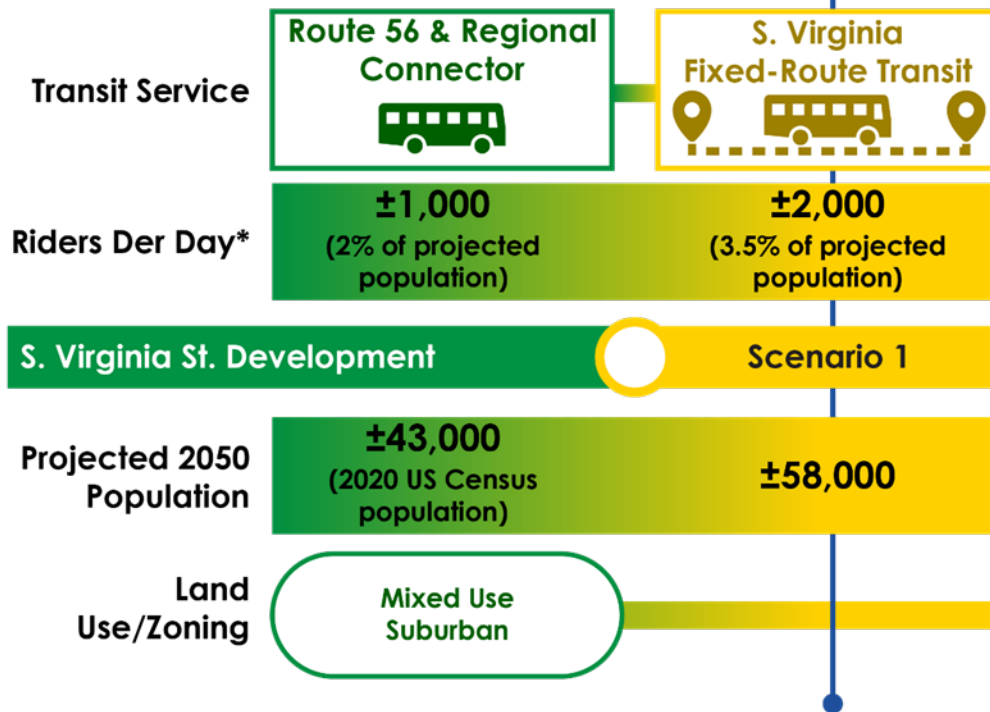 Transit Service
Route 56 & Regional
Connector
S. Virginia
Fixed-Route Transit
Riders Der Day*
±1,000
(2% of projected
population)
±2,000
(3.5% of projected
population)
S. Virginia St. Development
Scenario 1
Projected 2050
Population
±43,000
(2020 US Census
population)
±58,000
Land
Use/Zoning
Mixed Use
Suburban